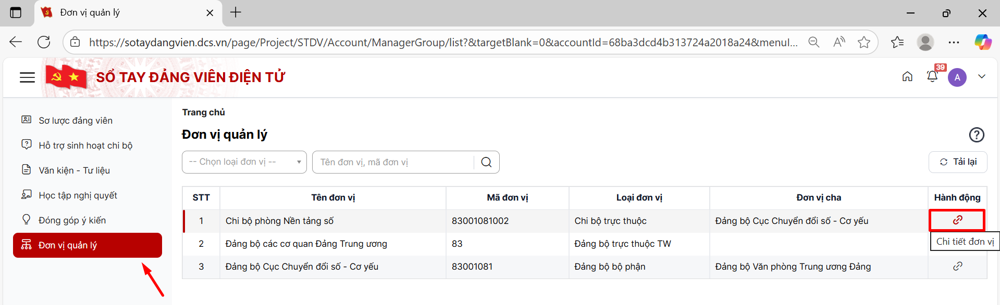 Đơn vị quản lý
https://sotaydangvien.dcs.vn/page/Project/STDV/Account/ManagerGroup/list?&targetBlank=0&accountId=68ba3dcd4b313724a2018a24&menuI...
SỔ TAY ĐẢNG VIÊN ĐIỆN TỬ
39
A
Sơ lược đảng viên
Hỗ trợ sinh hoạt chi bộ
Văn kiện - Tư liệu
Học tập nghị quyết
Đóng góp ý kiến
Đơn vị quản lý
Trang chủ
Đơn vị quản lý
-- Chọn loại đơn vị --
Tên đơn vị, mã đơn vị
Tải lại
STT Tên đơn vị Mã đơn vị Loại đơn vị Đơn vị cha Hành động
1 Chi bộ phòng Nền tảng số 83001081002 Chi bộ trực thuộc Đảng bộ Cục Chuyển đổi số - Cơ yếu
2 Đảng bộ các cơ quan Đảng Trung ương 83 Đảng bộ trực thuộc TW
Chi tiết đơn vị
3 Đảng bộ Cục Chuyển đổi số - Cơ yếu 83001081 Đảng bộ bộ phận Đảng bộ Văn phòng Trung ương Đảng